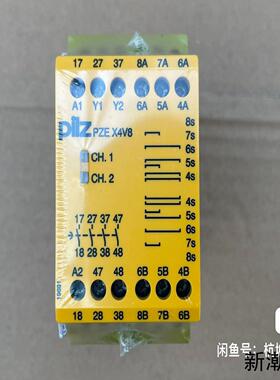 17 27 37 8A 7A 6A
A1 Y1 Y2 6A 5A 4A
pilz PZE X4V8
CH. 1
CH. 2
8s
7s
6s
5s
4s
4s
5s
6s
7s
8s
17 27 37 47
18 28 38 48
A2 47 48 6B 5B 4B
18 28 38 8B 7B 6B
新潮
闲鱼号：杭